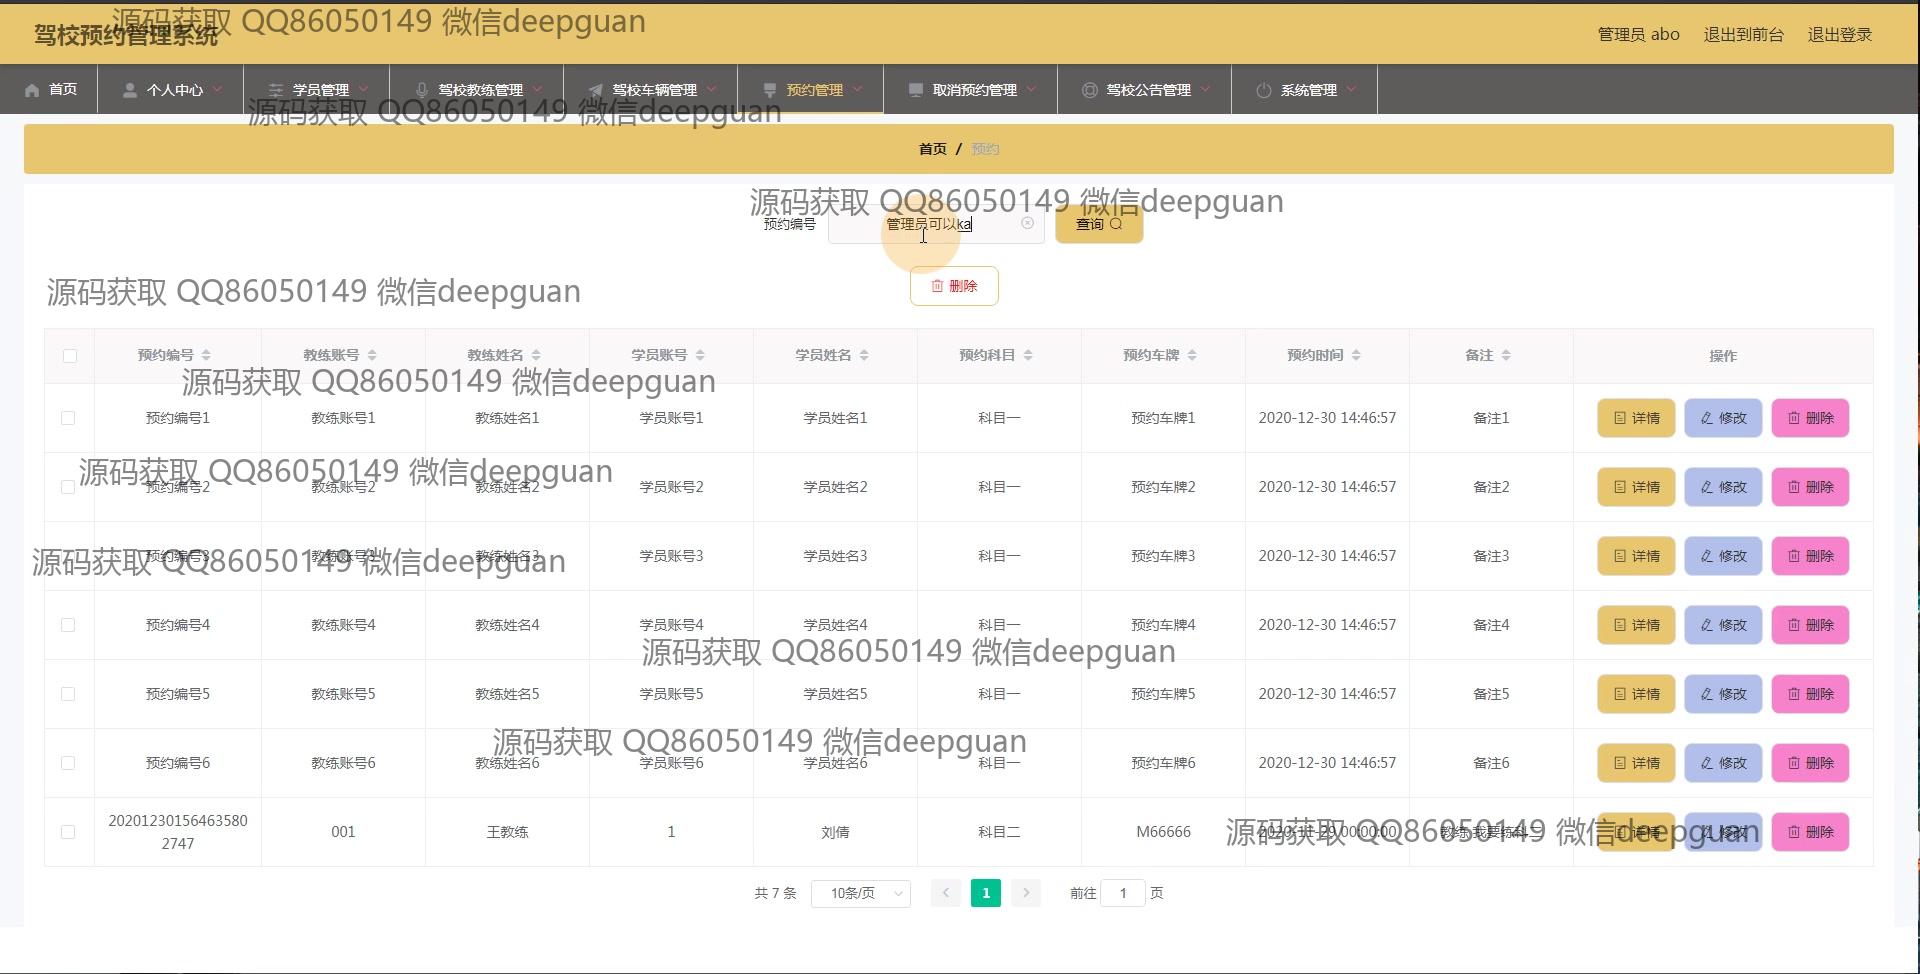 源码获取 QQ86050149 微信deepguan
驾校预约管理系统
管理员 abo 退出到前台 退出登录
首页 个人中心 学员管理 驾校教练管理 驾校车辆管理 预约管理 取消预约管理 驾校公告管理 系统管理
源码获取 QQ86050149 微信deepguan
首页 / 预约
源码获取 QQ86050149 微信deepguan
预约编号 管理员可以ka 查询
删除
源码获取 QQ86050149 微信deepguan
预约编号 教练账号 教练姓名 学员账号 学员姓名 预约科目 预约车牌 预约时间 备注 操作
源码获取 QQ86050149 微信deepguan
预约编号1 教练账号1 教练姓名1 学员账号1 学员姓名1 科目一 预约车牌1 2020-12-30 14:46:57 备注1 详情 修改 删除
源码获取 QQ86050149 微信deepguan
预约编号2 教练账号2 教练姓名2 学员账号2 学员姓名2 科目一 预约车牌2 2020-12-30 14:46:57 备注2 详情 修改 删除
源码获取 QQ86050149 微信deepguan
预约编号3 教练账号3 教练姓名3 学员账号3 学员姓名3 科目一 预约车牌3 2020-12-30 14:46:57 备注3 详情 修改 删除
预约编号4 教练账号4 教练姓名4 学员账号4 学员姓名4 科目一 预约车牌4 2020-12-30 14:46:57 备注4 详情 修改 删除
源码获取 QQ86050149 微信deepguan
预约编号5 教练账号5 教练姓名5 学员账号5 学员姓名5 科目一 预约车牌5 2020-12-30 14:46:57 备注5 详情 修改 删除
源码获取 QQ86050149 微信deepguan
预约编号6 教练账号6 教练姓名6 学员账号6 学员姓名6 科目一 预约车牌6 2020-12-30 14:46:57 备注6 详情 修改 删除
20201230156463580
2747
001 王教练 1 刘倩 科目二 M66666 详情 修改 删除
源码获取 QQ86050149 微信deepguan
共 7 条 10条/页 1 前往 1 页